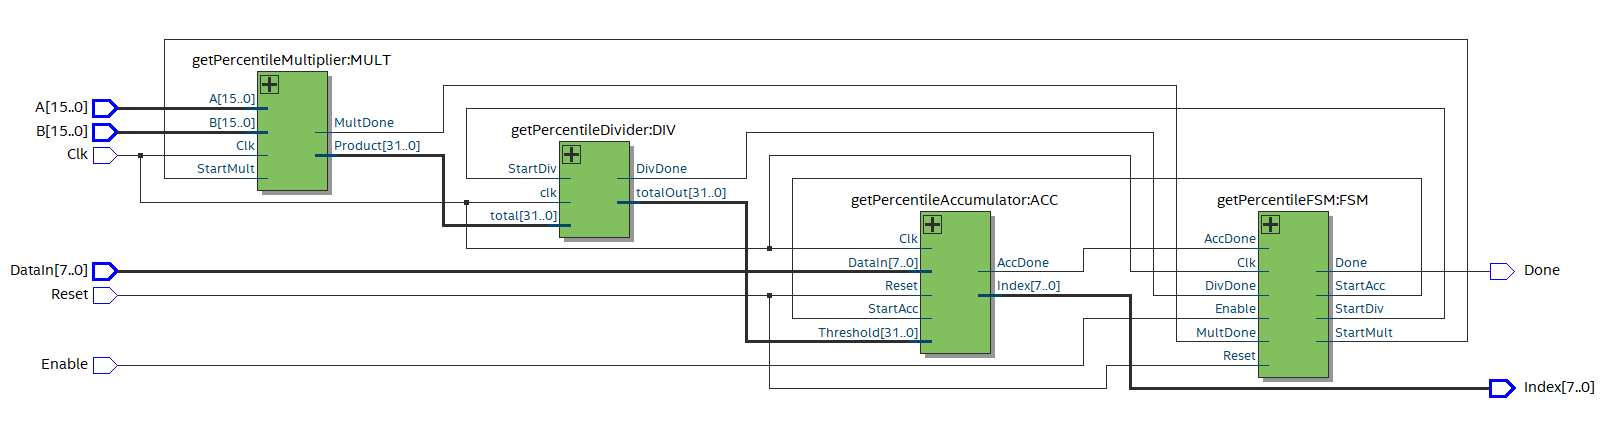 getPercentileMultiplier:MULT
A[15..0]
B[15..0]
Clk
A[15..0]
B[15..0]
Clk
StartMult
MultDone
Product[31..0]
getPercentileDivider:DIV
StartDiv
clk
total[31..0]
DivDone
totalOut[31..0]
getPercentileAccumulator:ACC
Clk
DataIn[7..0]
Reset
StartAcc
Threshold[31..0]
AccDone
Index[7..0]
getPercentileFSM:FSM
AccDone
Clk
DivDone
Enable
MultDone
Reset
Done
StartAcc
StartDiv
StartMult
DataIn[7..0]
Reset
Enable
Done
Index[7..0]